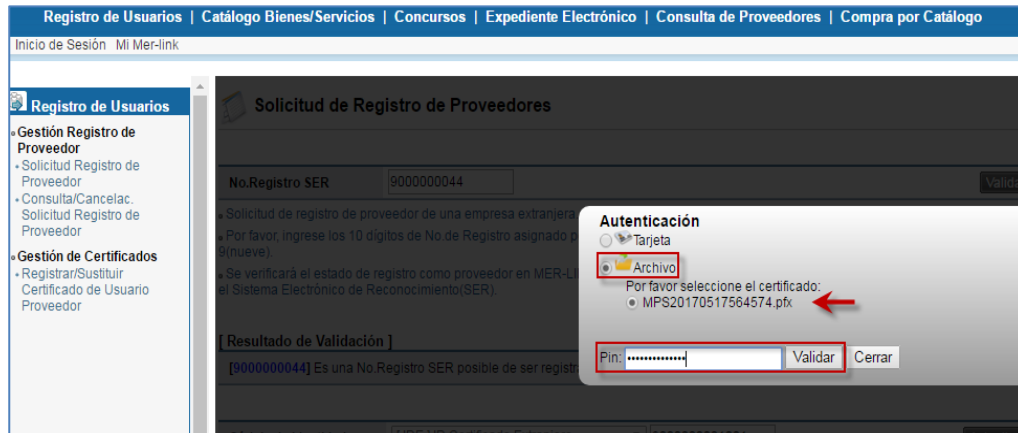 Registro de Usuarios | Catálogo Bienes/Servicios | Concursos | Expediente Electrónico | Consulta de Proveedores | Compra por Catálogo
Inicio de Sesión Mi Mer-link
Registro de Usuarios
Gestión Registro de
Proveedor
Solicitud Registro de
Proveedor
Consulta/Cancelac.
Solicitud Registro de
Proveedor
Gestión de Certificados
Registrar/Sustituir
Certificado de Usuario
Proveedor
Solicitud de Registro de Proveedores
No.Registro SER 9000000044
Solicitud de registro de proveedor de una empresa extranjera
Por favor, ingrese los 10 dígitos de No.de Registro asignado
9(nueve).
Se verificará el estado de registro como proveedor en
el Sistema Electrónico de Reconocimiento(SER).
[ Resultado de Validación ]
[9000000044] Es una No.Registro SER posible de ser
Autenticación
Tarjeta
Archivo
Por favor seleccione el certificado:
MPS20170517564574.pfx
Pin: Validar Cerrar